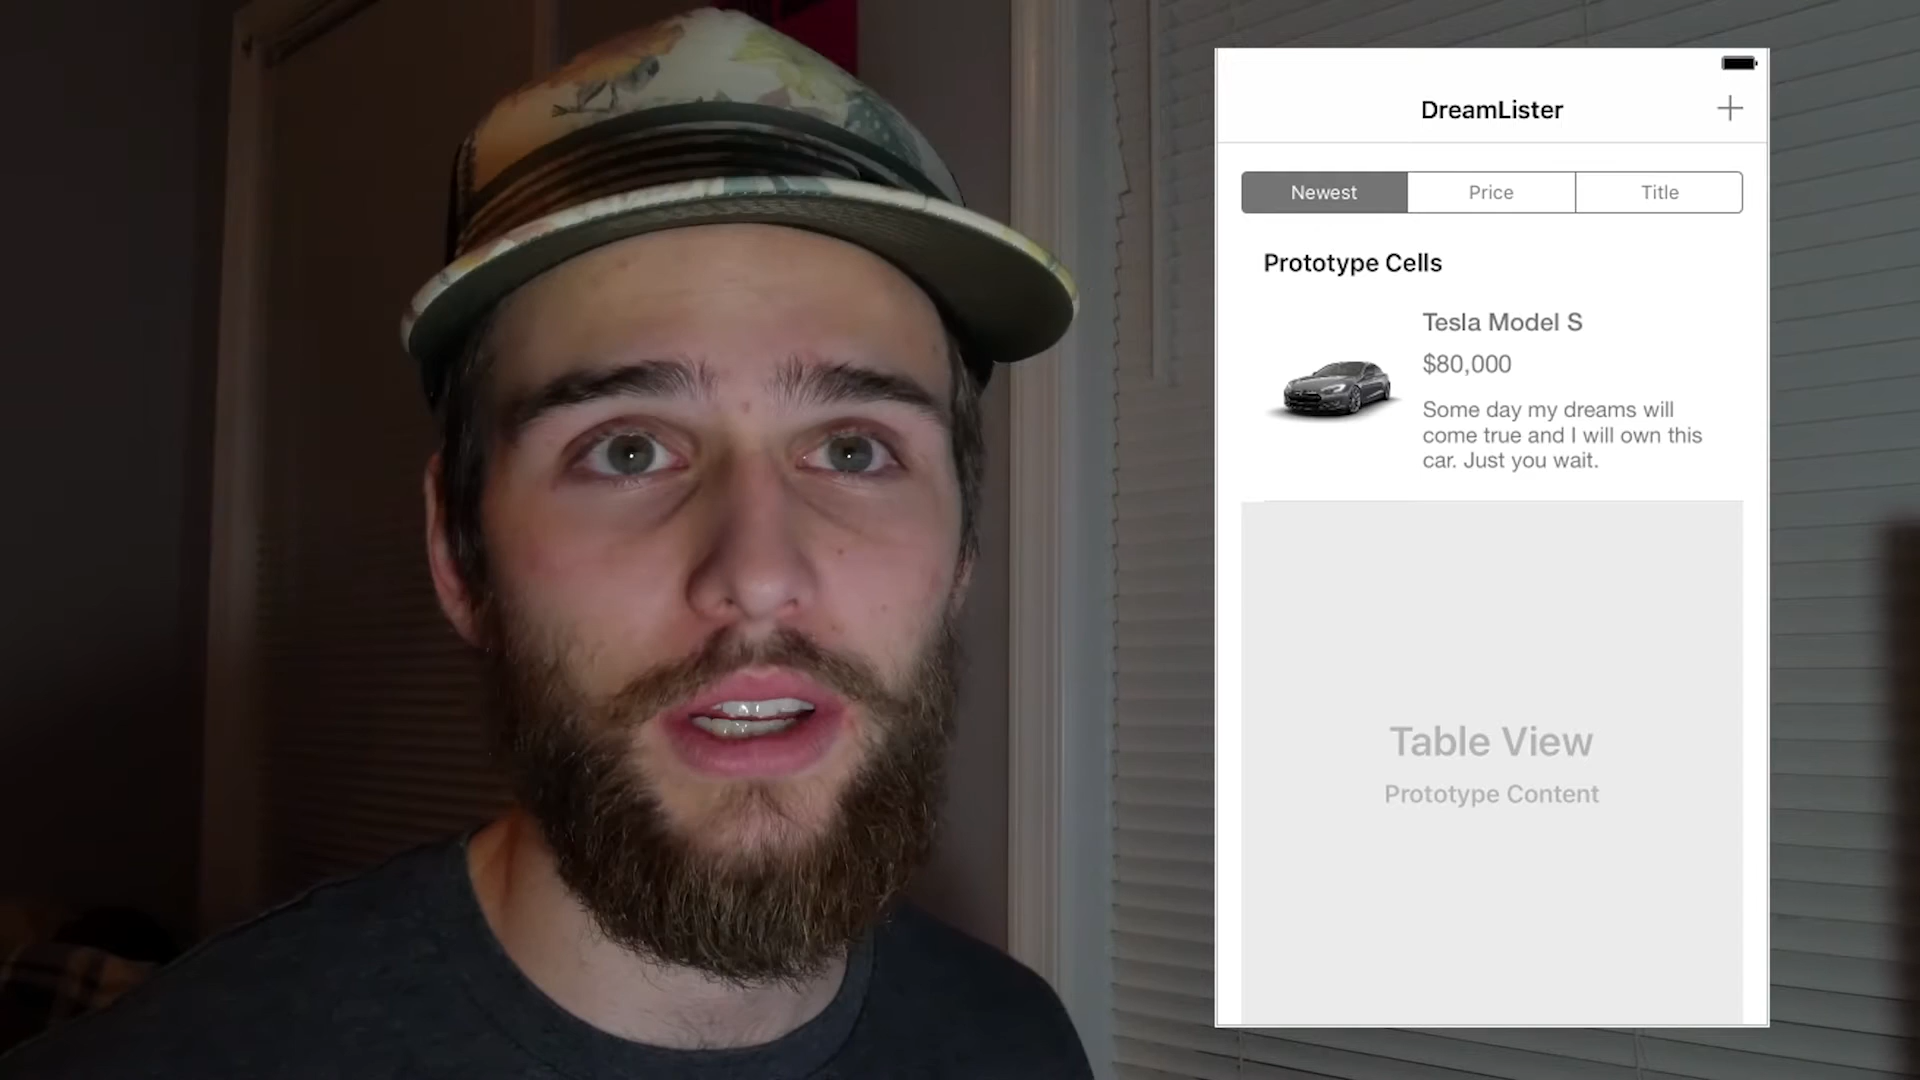 DreamLister
Newest
Price
Title
Prototype Cells
Tesla Model S
$80,000
Some day my dreams will
come true and I will own this
car. Just you wait.
Table View
Prototype Content